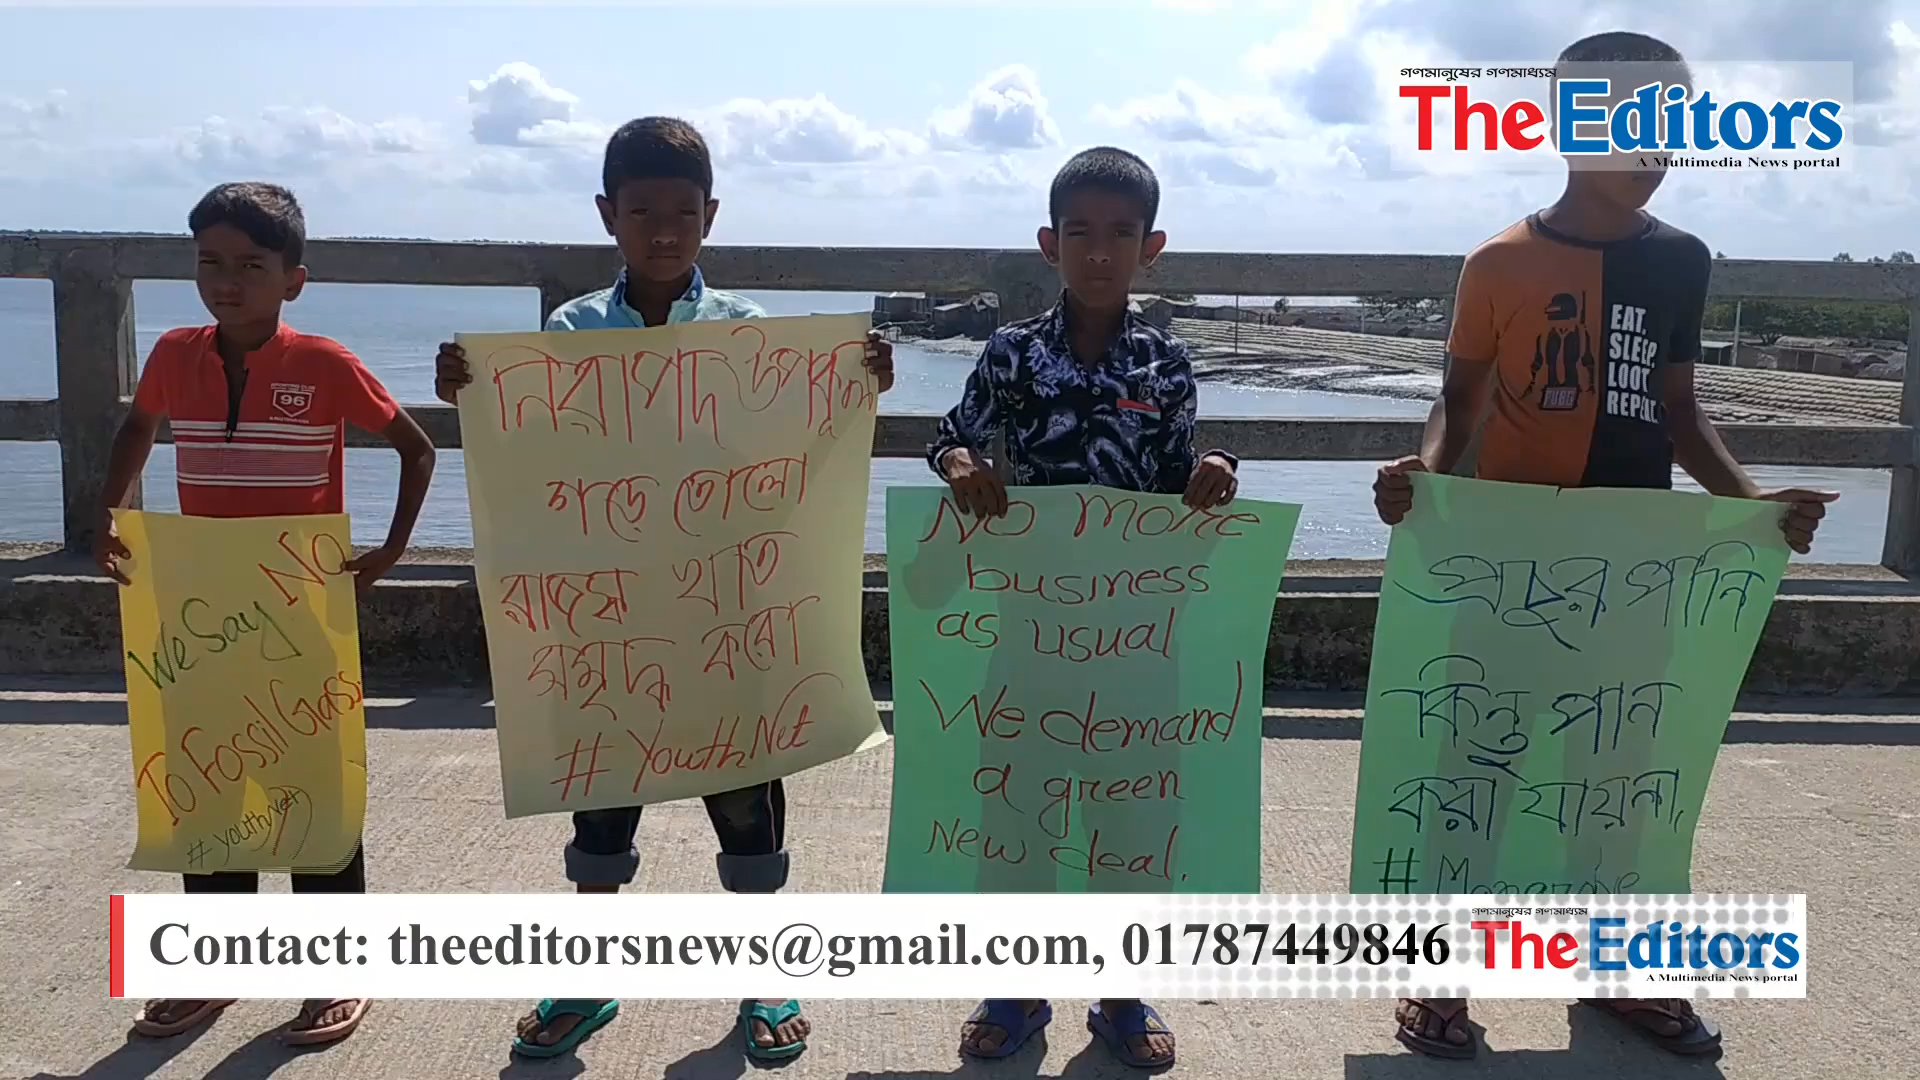 গণমানুষের গণমাধ্যম
The Editors
A Multimedia News portal
96
EAT.
SLEEP.
LOOT.
REPEAT.
PUBG
We Say No
To Fossil Gass.
#YouthNet
নিরাপদ উপকূল
গড়ে তোলো
রাজস্ব খাত
সমৃদ্ধ করো
#YouthNet
No more
business
as usual
We demand
a green
New deal.
প্রচুর পানি
কিন্তু পান
করা যায়না,
Contact: theeditorsnews@gmail.com, 01787449846
গণমানুষের গণমাধ্যম
The Editors
A Multimedia News portal